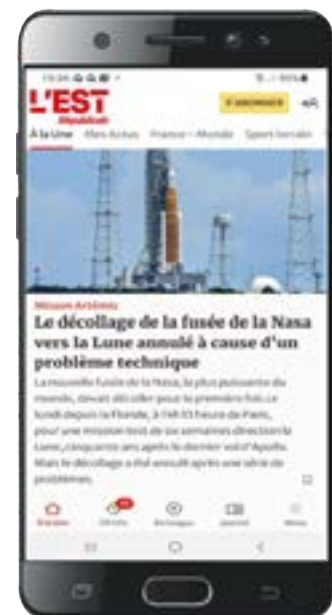 L'EST
Républicain
S'ABONNER
À la Une Mes Actus France - Monde Sport terrain
Mission Artémis
Le décollage de la fusée de la Nasa
vers la Lune annulé à cause d'un
problème technique
La nouvelle fusée de la Nasa, la plus puissante du
monde, devait décoller pour la première fois ce
lundi depuis la Floride, à 14h33 heure de Paris,
pour une mission test de six semaines direction la
Lune, cinquante ans après le dernier vol d'Apollo.
Mais le décollage a été annulé après une série de
problèmes.
Menu